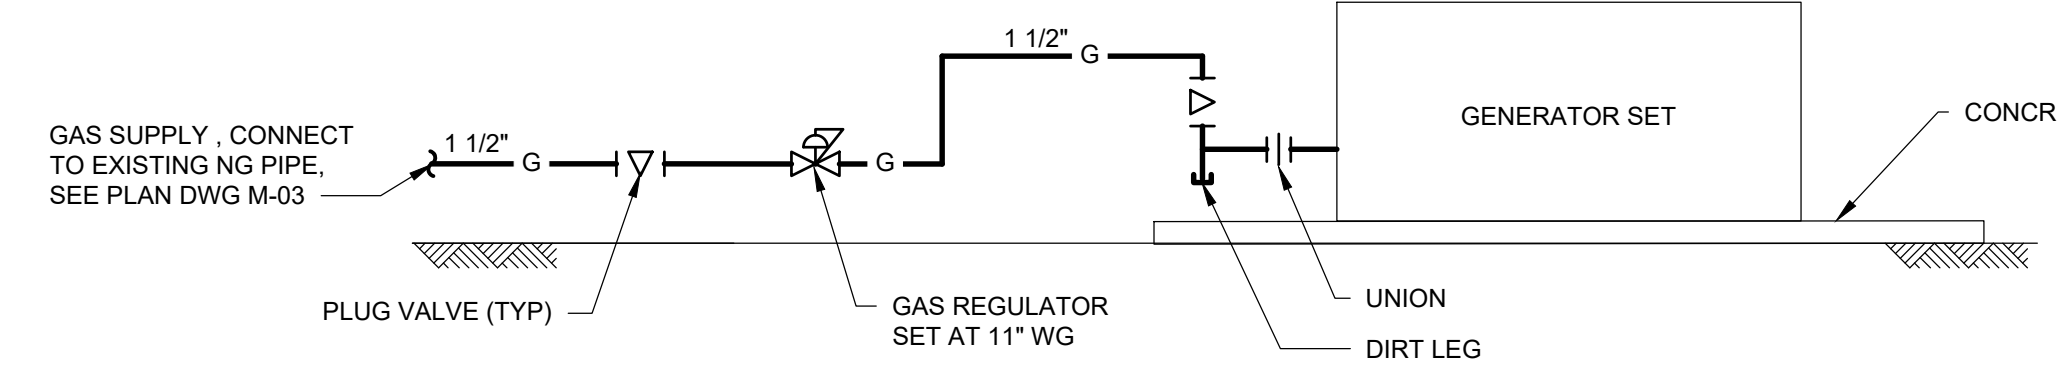 1 1/2"
G
GENERATOR SET
CONCR
GAS SUPPLY , CONNECT
TO EXISTING NG PIPE,
SEE PLAN DWG M-03
1 1/2"
G
G
PLUG VALVE (TYP)
GAS REGULATOR
SET AT 11" WG
UNION
DIRT LEG